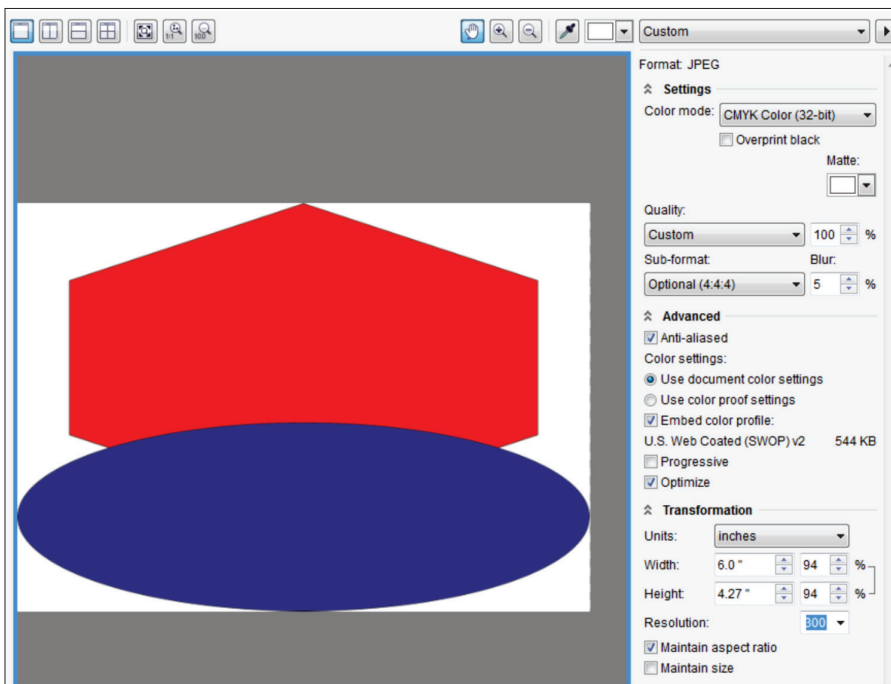 1:1
100
Custom
Format: JPEG
Settings
Color mode: CMYK Color (32-bit)
Overprint black
Matte:
Quality:
Custom 100 %
Sub-format: Blur:
Optional (4:4:4) 5 %
Advanced
Anti-aliased
Color settings:
Use document color settings
Use color proof settings
Embed color profile:
U.S. Web Coated (SWOP) v2 544 KB
Progressive
Optimize
Transformation
Units: inches
Width: 6.0 " 94 %
Height: 4.27 " 94 %
Resolution: 300
Maintain aspect ratio
Maintain size